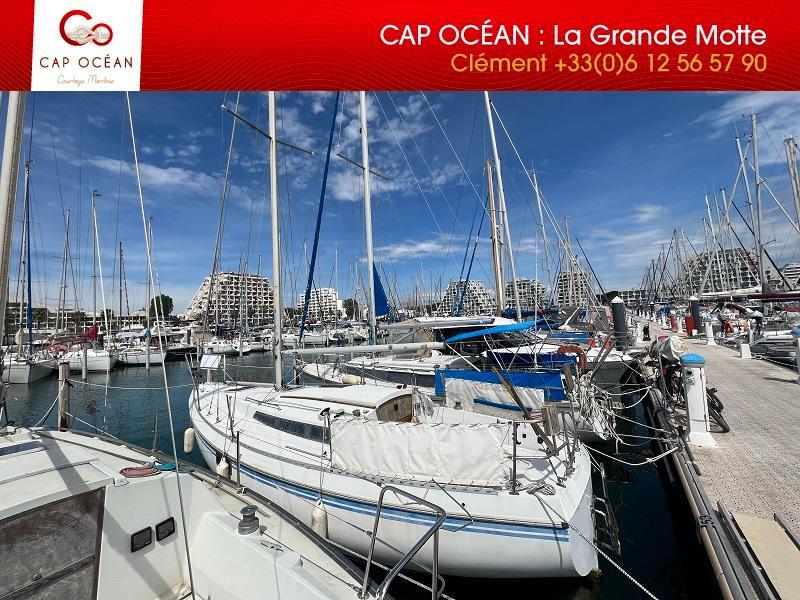 CAP OCÉAN
Courtage Maritime
CAP OCÉAN : La Grande Motte
Clément +33(0)6 12 56 57 90